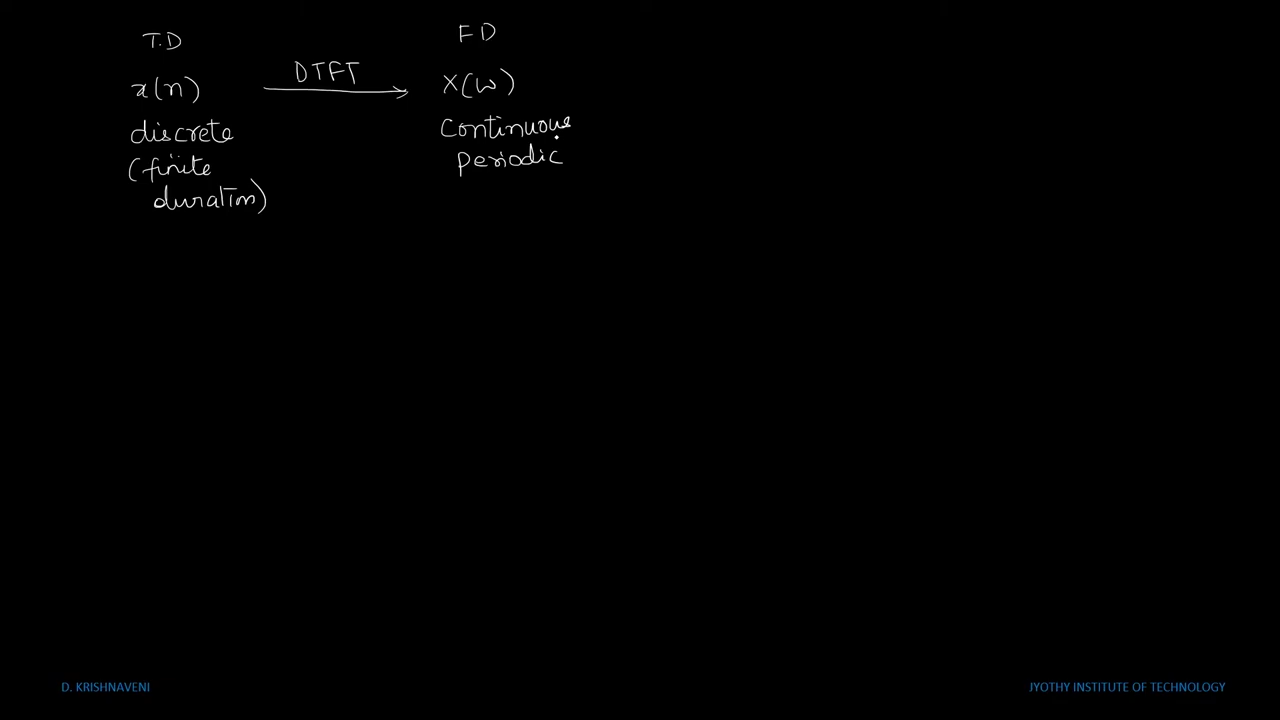 T.D
FD
x(n)
DTFT
X(w)
discrete
continuous
(finite
periodic
duration)
D. KRISHNAVENI
JYOTHY INSTITUTE OF TECHNOLOGY